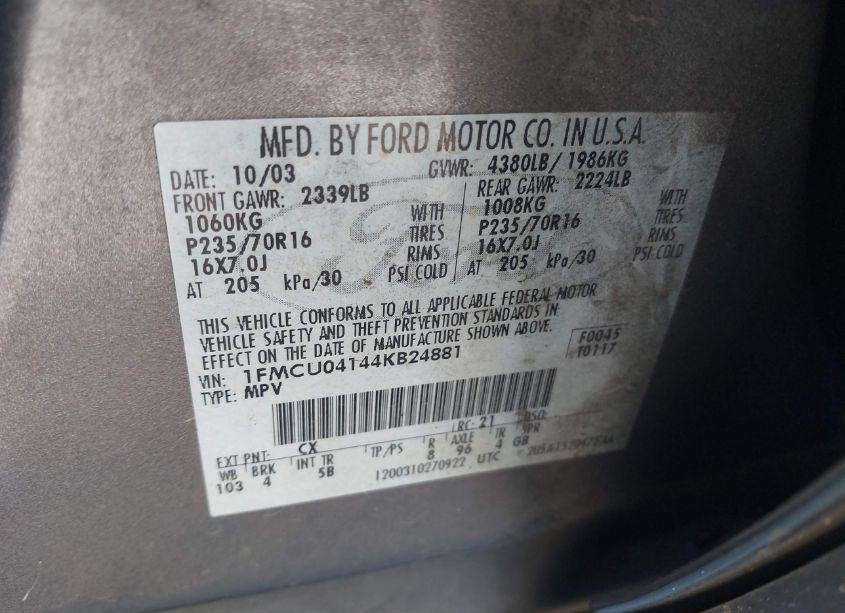 MFD. BY FORD MOTOR CO. IN U.S.A.
DATE: 10/03 GVWR: 4380LB/ 1986KG
FRONT GAWR: 2339LB REAR GAWR: 2224LB
1060KG WITH 1008KG WITH
P235/70R16 TIRES P235/70R16 TIRES
16X7.0J RIMS 16X7.0J RIMS
AT 205 kPa/30 PSI COLD AT 205 kPa/30 PSI COLD
THIS VEHICLE CONFORMS TO ALL APPLICABLE FEDERAL MOTOR
VEHICLE SAFETY AND THEFT PREVENTION STANDARDS IN
EFFECT ON THE DATE OF MANUFACTURE SHOWN ABOVE.
F0045
T0117
VIN: 1FMCU04144KB24881
TYPE: MPV
EXT PNT: CX RC: 21 DSO:
WB BRK INT TR TP/PS R AXLE TR SPR
103 4 5B 8 96 4 GB
1200310270922 UTC